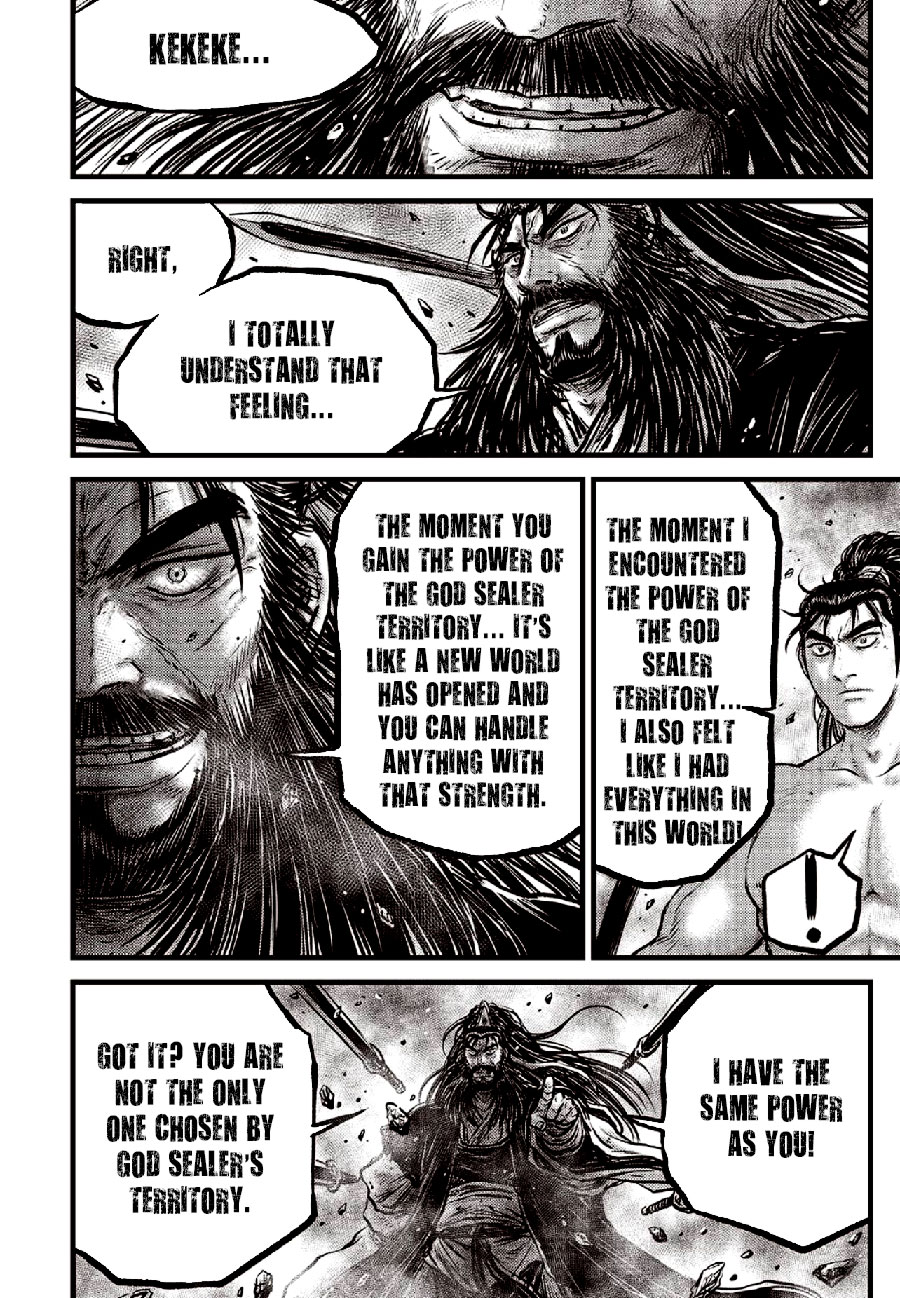 KEKEKE...
RIGHT,
I TOTALLY
UNDERSTAND THAT
FEELING...
THE MOMENT YOU
GAIN THE POWER OF
THE GOD SEALER
TERRITORY... IT'S
LIKE A NEW WORLD
HAS OPENED AND
YOU CAN HANDLE
ANYTHING WITH
THAT STRENGTH.
THE MOMENT I
ENCOUNTERED
THE POWER OF
THE GOD
SEALER
TERRITORY...
I ALSO FELT
LIKE I HAD
EVERYTHING IN
THIS WORLD!
!
GOT IT? YOU ARE
NOT THE ONLY
ONE CHOSEN BY
GOD SEALER'S
TERRITORY.
I HAVE THE
SAME POWER
AS YOU!